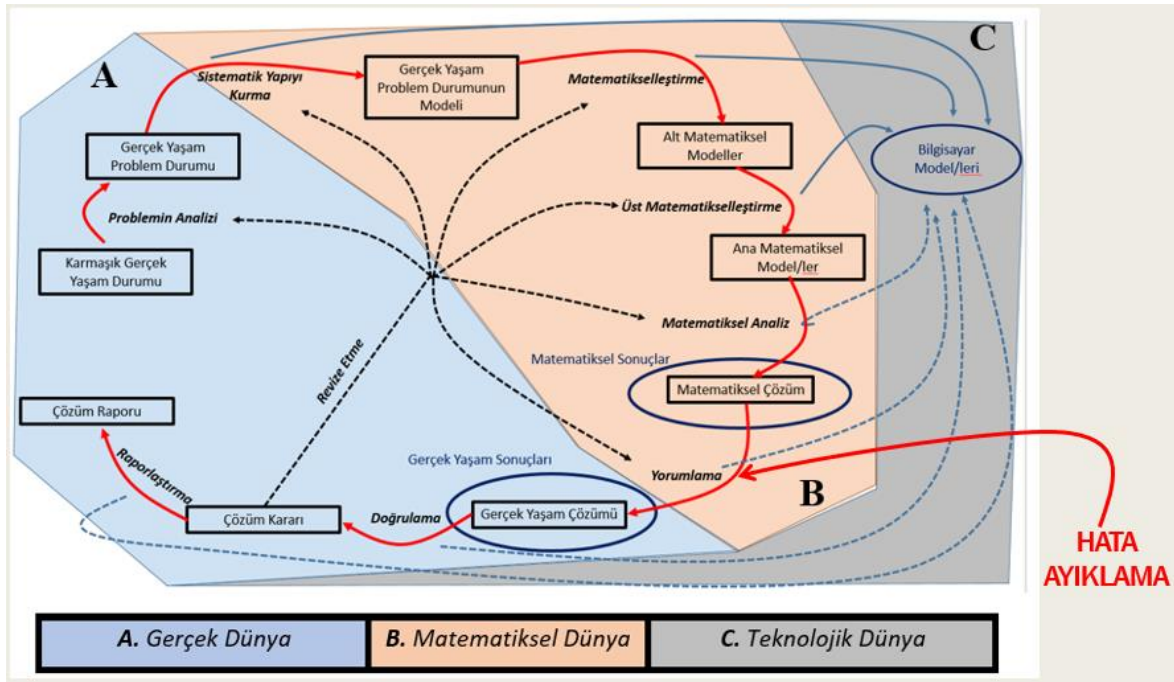 A
C
Sistematik Yapıyı
Kurma
Gerçek Yaşam
Problem Durumunun
Modeli
Matematikselleştirme
Gerçek Yaşam
Problem Durumu
Alt Matematiksel
Modeller
Bilgisayar
Model/leri
Problemin Analizi
Üst Matematikselleştirme
Karmaşık Gerçek
Yaşam Durumu
Ana Matematiksel
Model/ler
Matematiksel Analiz
Revize Etme
Matematiksel Sonuçlar
Matematiksel Çözüm
Çözüm Raporu
Raporlaştırma
Gerçek Yaşam Sonuçları
Yorumlama
B
Çözüm Kararı
Doğrulama
Gerçek Yaşam Çözümü
HATA
AYIKLAMA
A. Gerçek Dünya
B. Matematiksel Dünya
C. Teknolojik Dünya